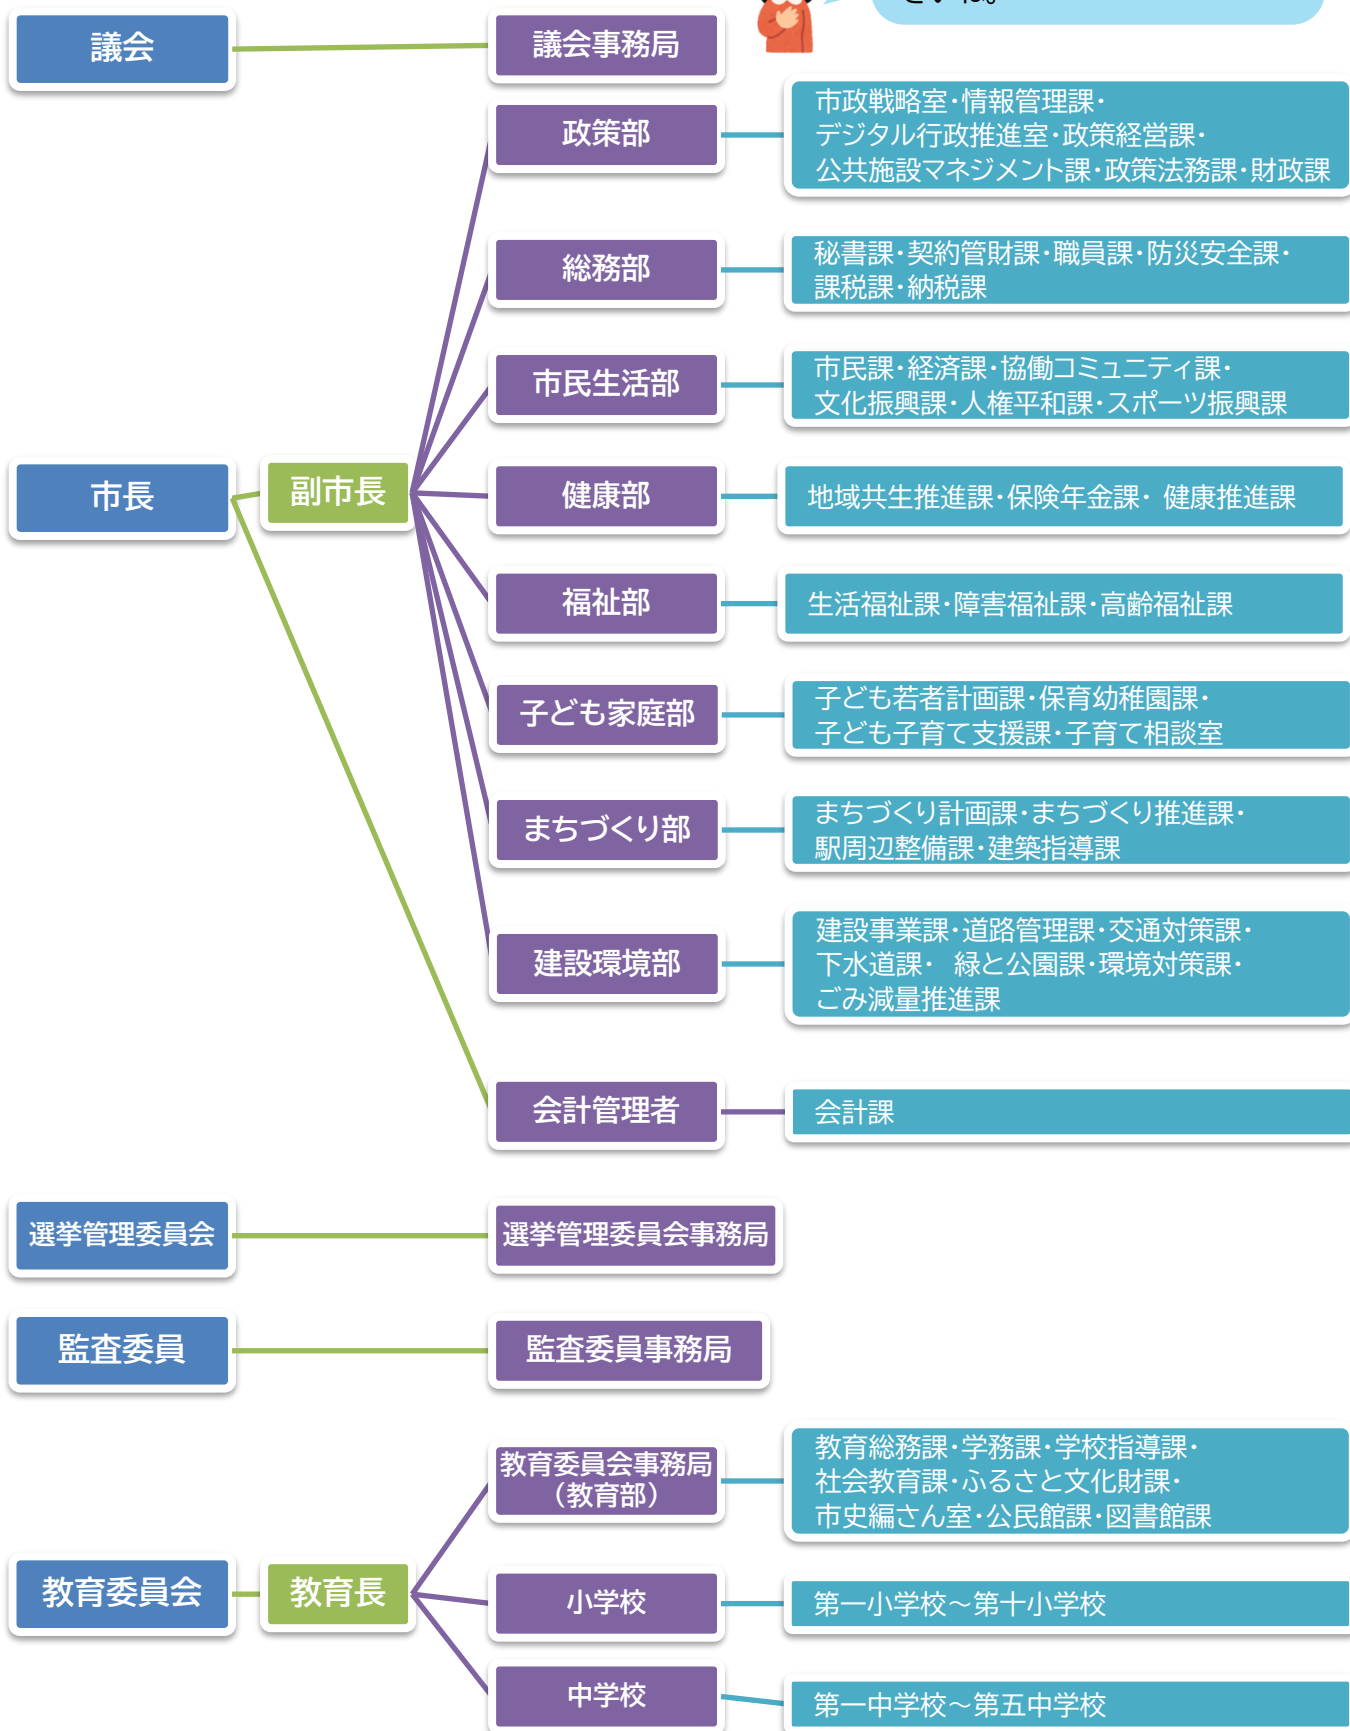 さいね。
議会
議会事務局
政策部
市政戦略室・情報管理課・
デジタル行政推進室・政策経営課・
公共施設マネジメント課・政策法務課・財政課
総務部
秘書課・契約管財課・職員課・防災安全課・
課税課・納税課
市民生活部
市民課・経済課・協働コミュニティ課・
文化振興課・人権平和課・スポーツ振興課
市長
副市長
健康部
地域共生推進課・保険年金課・ 健康推進課
福祉部
生活福祉課・障害福祉課・高齢福祉課
子ども家庭部
子ども若者計画課・保育幼稚園課・
子ども子育て支援課・子育て相談室
まちづくり部
まちづくり計画課・まちづくり推進課・
駅周辺整備課・建築指導課
建設環境部
建設事業課・道路管理課・交通対策課・
下水道課・ 緑と公園課・環境対策課・
ごみ減量推進課
会計管理者
会計課
選挙管理委員会
選挙管理委員会事務局
監査委員
監査委員事務局
教育委員会
教育長
教育委員会事務局
（教育部）
教育総務課・学務課・学校指導課・
社会教育課・ふるさと文化財課・
市史編さん室・公民館課・図書館課
小学校
第一小学校～第十小学校
中学校
第一中学校～第五中学校